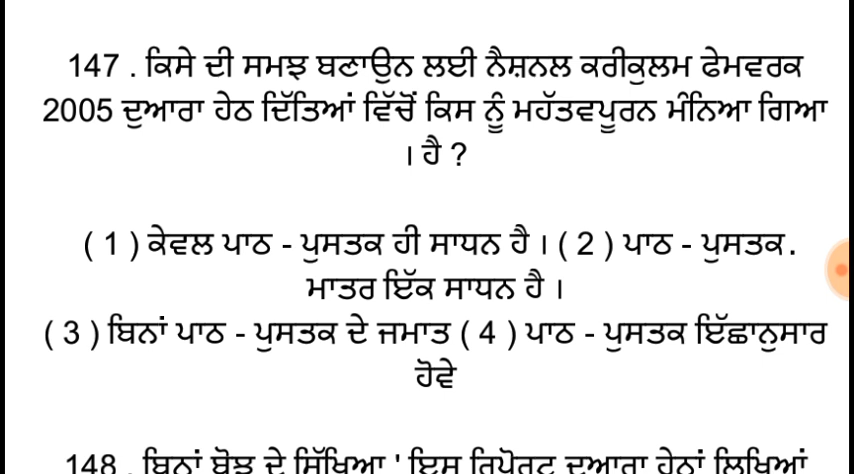 147 . ਕਿਸੇ ਦੀ ਸਮਝ ਬਣਾਉਨ ਲਈ ਨੈਸ਼ਨਲ ਕਰੀਕੁਲਮ ਫੇਮਵਰਕ
2005 ਦੁਆਰਾ ਹੇਠ ਦਿੱਤਿਆਂ ਵਿੱਚੋਂ ਕਿਸ ਨੂੰ ਮਹੱਤਵਪੂਰਨ ਮੰਨਿਆ ਗਿਆ
। ਹੈ ?
( 1 ) ਕੇਵਲ ਪਾਠ - ਪੁਸਤਕ ਹੀ ਸਾਧਨ ਹੈ । ( 2 ) ਪਾਠ - ਪੁਸਤਕ .
ਮਾਤਰ ਇੱਕ ਸਾਧਨ ਹੈ ।
( 3 ) ਬਿਨਾਂ ਪਾਠ - ਪੁਸਤਕ ਦੇ ਜਮਾਤ ( 4 ) ਪਾਠ - ਪੁਸਤਕ ਇੱਛਾਨੁਸਾਰ
ਹੋਵੇ
148 . ਬਿਨਾਂ ਬੋਝ ਦੇ ਸਿੱਖਿਆ ' ਇਸ ਰਿਪੋਰਟ ਦੁਆਰਾ ਹੇਨਾਂ ਲਿਖਿਆਂ